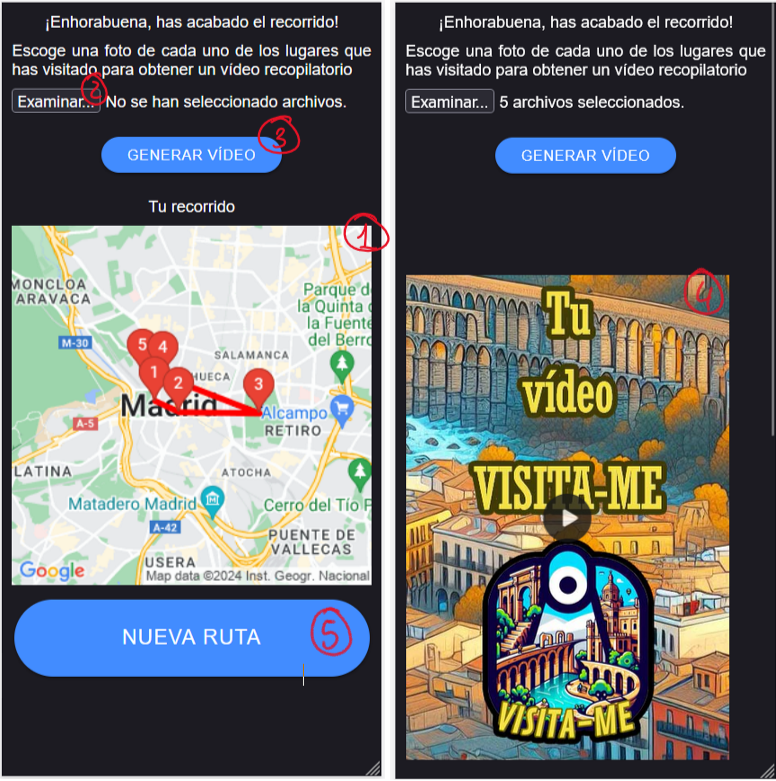 ¡Enhorabuena, has acabado el recorrido!
Escoge una foto de cada uno de los lugares que
has visitado para obtener un vídeo recopilatorio
Examinar... No se han seleccionado archivos.
2
GENERAR VÍDEO
3
Tu recorrido
1
MONCLOA
ARAVACA
Parque d
la Quinta d
la Fuente
del Berro
M-30
SALAMANCA
5
4
1
HUECA
2
3
Madrid
Alcampo
RETIRO
A-5
LATINA
ATOCHA
Matadero Madrid
Cerro del Tío P
A-42
PUENTE DE
VALLECAS
USERA
Google
Map data ©2024 Inst. Geogr. Nacional
NUEVA RUTA
5
¡Enhorabuena, has acabado el recorrido!
Escoge una foto de cada uno de los lugares que
has visitado para obtener un vídeo recopilatorio
Examinar... 5 archivos seleccionados.
GENERAR VÍDEO
4
Tu
vídeo
VISITA-ME
VISITA-ME